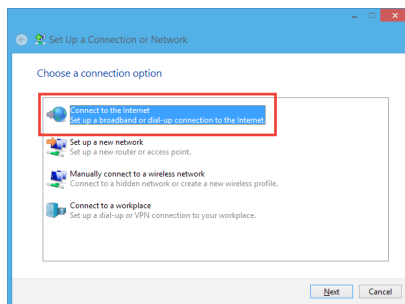 Set Up a Connection or Network
Choose a connection option
Connect to the Internet
Set up a broadband or dial-up connection to the Internet.
Set up a new network
Set up a new router or access point.
Manually connect to a wireless network
Connect to a hidden network or create a new wireless profile.
Connect to a workplace
Set up a dial-up or VPN connection to your workplace.
Next Cancel